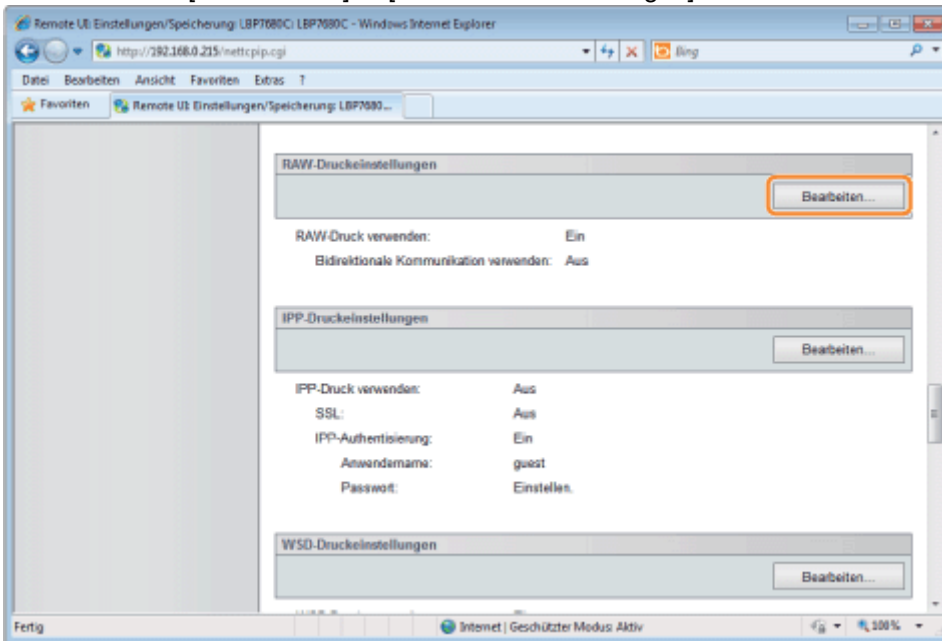 Remote UI: Einstellungen/Speicherung: LBP7680C: LBP7680C - Windows Internet Explorer
http://192.168.0.215/nettcpip.cgi
Bing
Datei Bearbeiten Ansicht Favoriten Extras ?
Favoriten Remote UI: Einstellungen/Speicherung: LBP7680...
RAW-Druckeinstellungen
Bearbeiten...
RAW-Druck verwenden: Ein
Bidirektionale Kommunikation verwenden: Aus
IPP-Druckeinstellungen
Bearbeiten...
IPP-Druck verwenden: Aus
SSL: Aus
IPP-Authentisierung: Ein
Anwendername: guest
Passwort: Einstellen.
WSD-Druckeinstellungen
Bearbeiten...
Fertig Internet | Geschützter Modus: Aktiv 100%